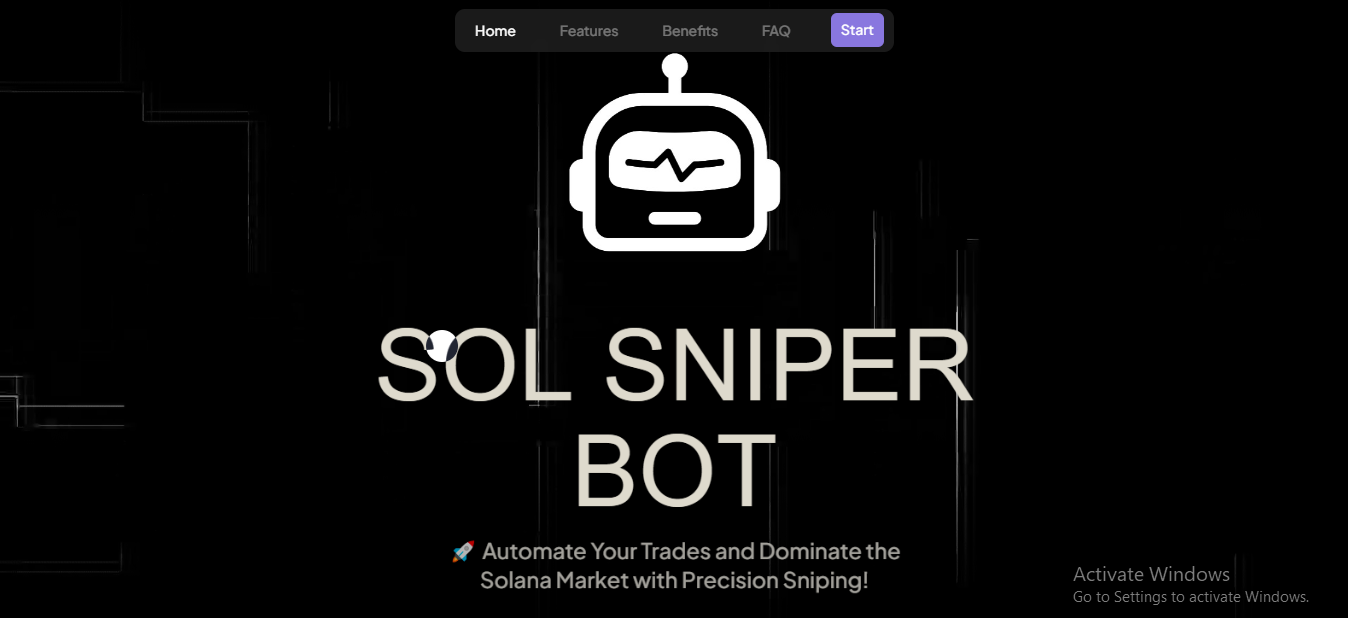 Home Features Benefits FAQ Start
SOL SNIPER
BOT
🚀 Automate Your Trades and Dominate the
Solana Market with Precision Sniping!
Activate Windows
Go to Settings to activate Windows.